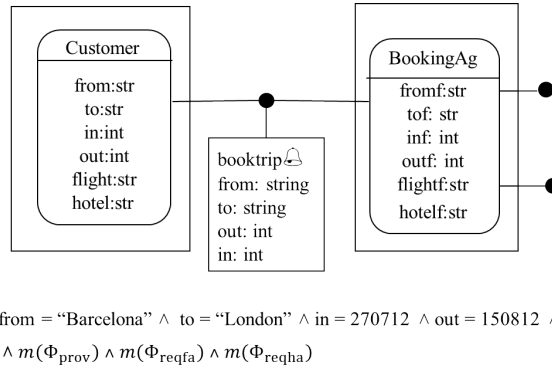 Customer
from:str
to:str
in:int
out:int
flight:str
hotel:str
booktrip
from: string
to: string
out: int
in: int
BookingAg
fromf:str
tof: str
inf: int
outf: int
flightf:str
hotelf:str
from = “Barcelona” ∧ to = “London” ∧ in = 270712 ∧ out = 150812 ∧
∧ m(Φprov) ∧ m(Φreqfa) ∧ m(Φreqha)